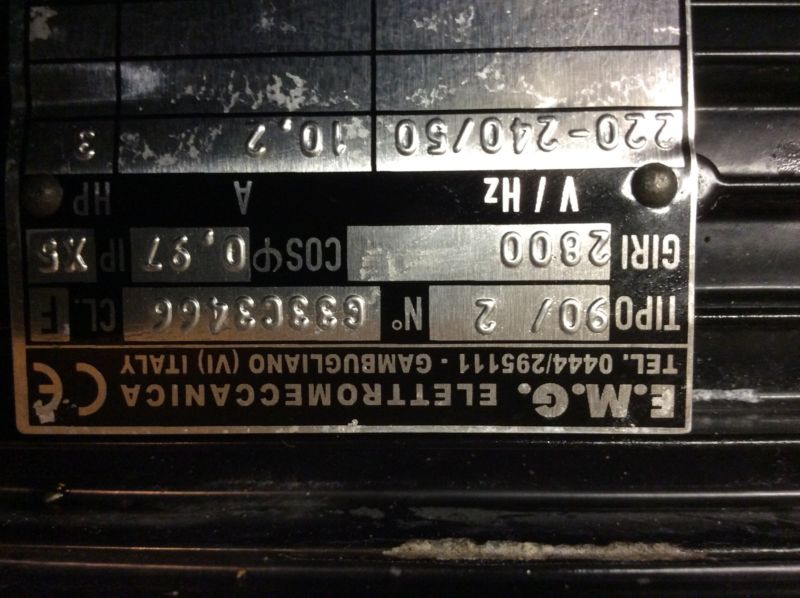 E.M.G. ELETTROMECCANICA CE
TEL. 0444/295111 - GAMBUGLIANO (VI) ITALY
TIPO 90/ 2 N° G33C3466 CL. F
GIRI 2800 COSφ 0,97 IP X5
V / Hz A HP
220-240/50 10,2 3